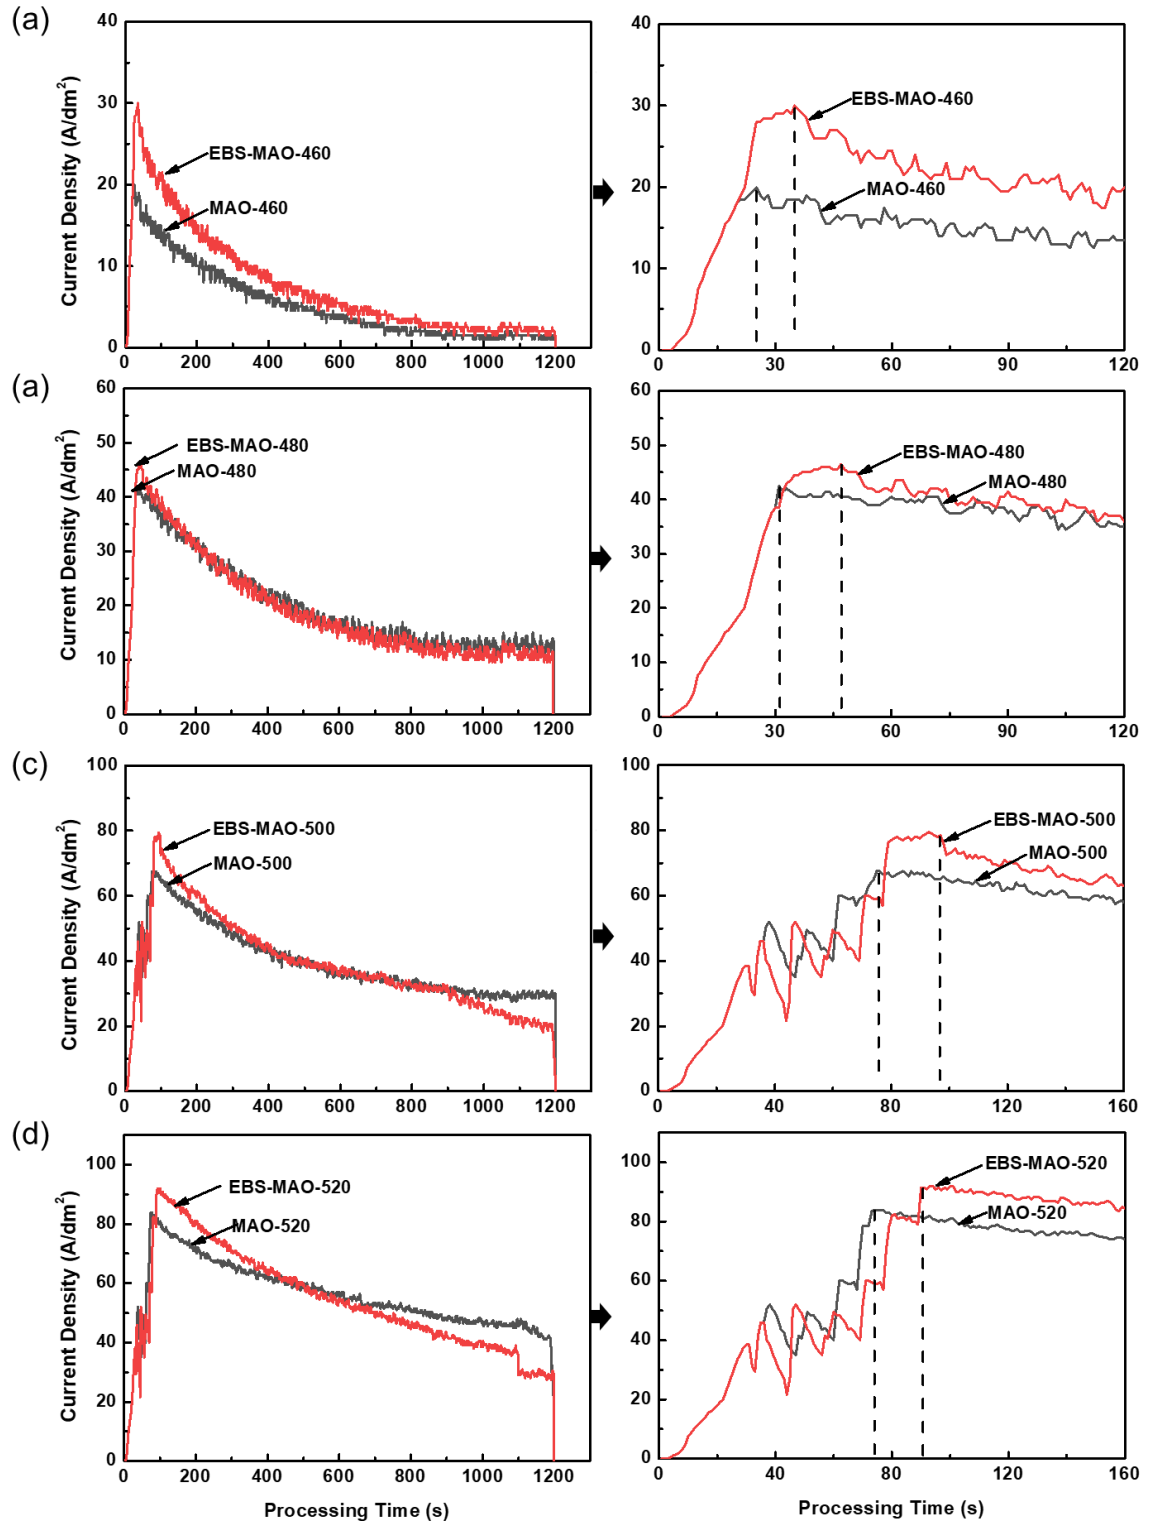 (a)
Current Density (A/dm²)
40
30
20
10
0
EBS-MAO-460
MAO-460
0 200 400 600 800 1000 1200
40
30
20
10
0
EBS-MAO-460
MAO-460
0 30 60 90 120
(a)
Current Density (A/dm²)
60
50
40
30
20
10
0
EBS-MAO-480
MAO-480
0 200 400 600 800 1000 1200
60
50
40
30
20
10
0
EBS-MAO-480
MAO-480
0 30 60 90 120
(c)
Current Density (A/dm²)
100
80
60
40
20
0
EBS-MAO-500
MAO-500
0 200 400 600 800 1000 1200
100
80
60
40
20
0
EBS-MAO-500
MAO-500
0 40 80 120 160
(d)
Current Density (A/dm²)
100
80
60
40
20
0
EBS-MAO-520
MAO-520
0 200 400 600 800 1000 1200
Processing Time (s)
100
80
60
40
20
0
EBS-MAO-520
MAO-520
0 40 80 120 160
Processing Time (s)